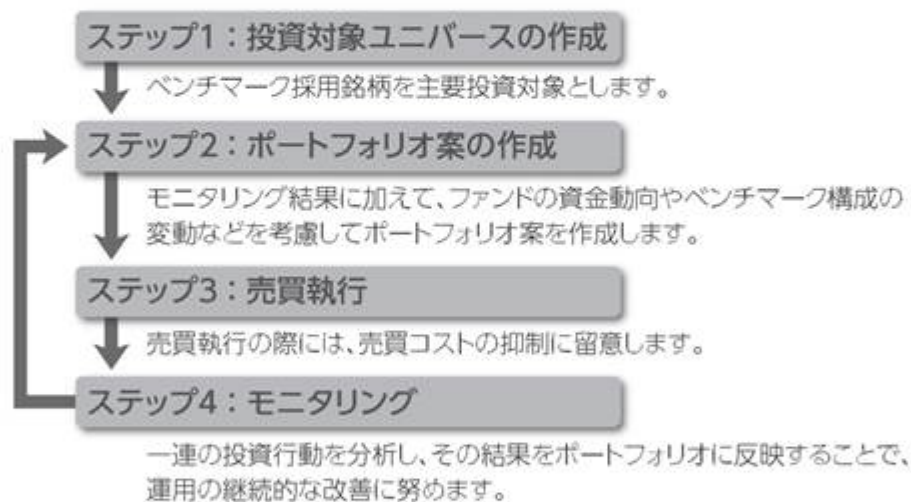 ステップ1：投資対象ユニバースの作成
ベンチマーク採用銘柄を主要投資対象とします。
ステップ2：ポートフォリオ案の作成
モニタリング結果に加えて、ファンドの資金動向やベンチマーク構成の
変動などを考慮してポートフォリオ案を作成します。
ステップ3：売買執行
売買執行の際には、売買コストの抑制に留意します。
ステップ4：モニタリング
一連の投資行動を分析し、その結果をポートフォリオに反映することで、
運用の継続的な改善に努めます。